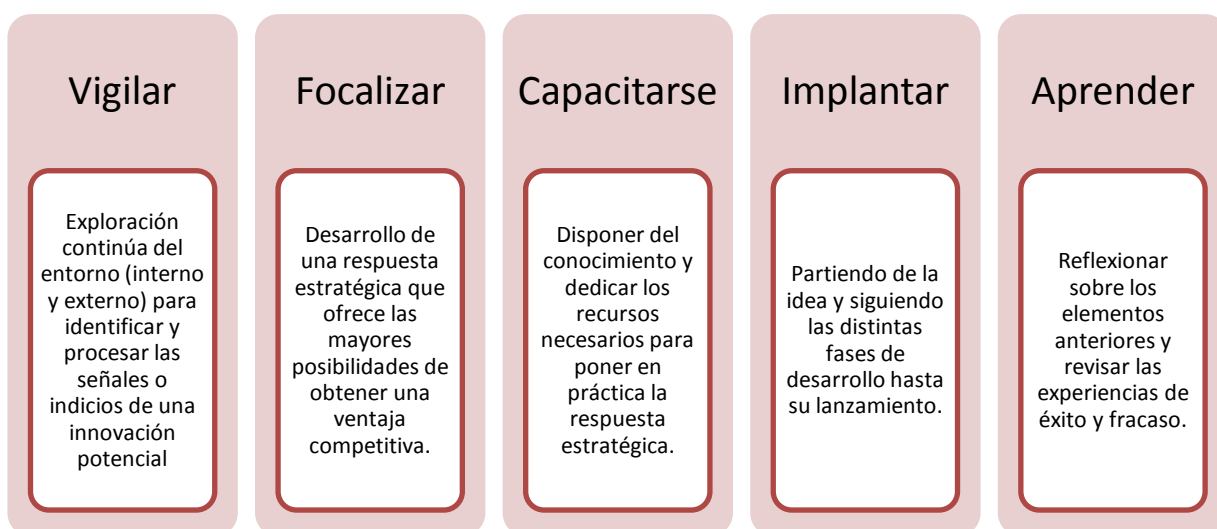 Vigilar
Exploración
continúa del
entorno (interno
y externo) para
identificar y
procesar las
señales o
indicios de una
innovación
potencial
Focalizar
Desarrollo de
una respuesta
estratégica que
ofrece las
mayores
posibilidades de
obtener una
ventaja
competitiva.
Capacitarse
Disponer del
conocimiento y
dedicar los
recursos
necesarios para
poner en
práctica la
respuesta
estratégica.
Implantar
Partiendo de la
idea y siguiendo
las distintas
fases de
desarrollo hasta
su lanzamiento.
Aprender
Reflexionar
sobre los
elementos
anteriores y
revisar las
experiencias de
éxito y fracaso.